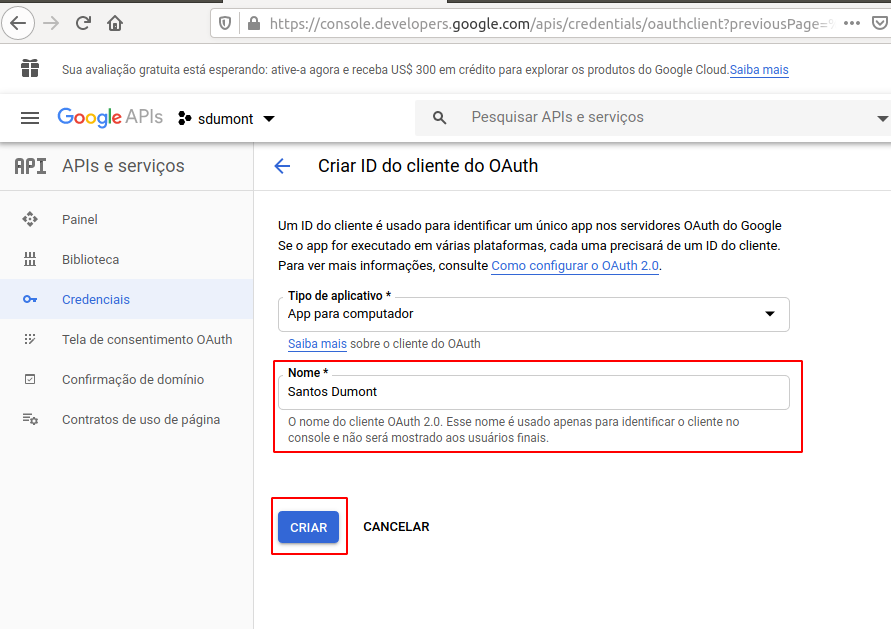 https://console.developers.google.com/apis/credentials/oauthclient?previousPage=
Sua avaliação gratuita está esperando: ative-a agora e receba US$ 300 em crédito para explorar os produtos do Google Cloud.Saiba mais
Google APIs
sdumont
Pesquisar APIs e serviços
API APIs e serviços
Criar ID do cliente do OAuth
Painel
Biblioteca
Credenciais
Tela de consentimento OAuth
Confirmação de domínio
Contratos de uso de página
Um ID do cliente é usado para identificar um único app nos servidores OAuth do Google
Se o app for executado em várias plataformas, cada uma precisará de um ID do cliente.
Para ver mais informações, consulte Como configurar o OAuth 2.0.
Tipo de aplicativo *
App para computador
Saiba mais sobre o cliente do OAuth
Nome *
Santos Dumont
O nome do cliente OAuth 2.0. Esse nome é usado apenas para identificar o cliente no
console e não será mostrado aos usuários finais.
CRIAR
CANCELAR